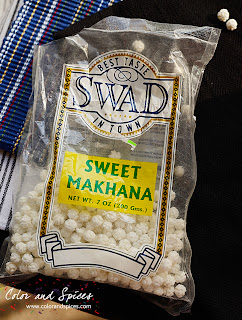 BEST TASTE
SWAD
IN TOWN
SWEET
MAKHANA
NET WT. 7 OZ (200 Gms.)
Color and Spices
www.colorandspices.com